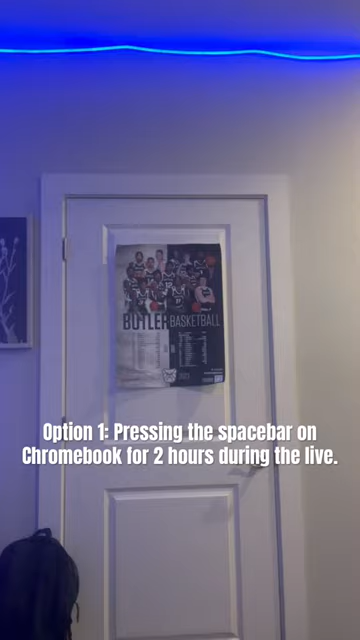 BUTLER BASKETBALL
Option 1: Pressing the spacebar on
Chromebook for 2 hours during the live.